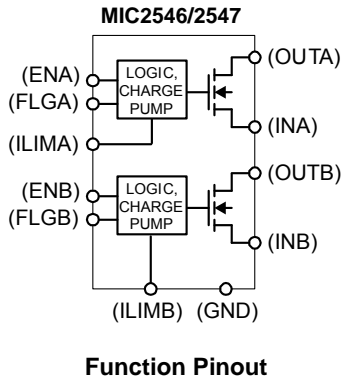 MIC2546/2547
(OUTA)
(ENA)
LOGIC,
CHARGE
PUMP
(FLGA)
(INA)
(ILIMA)
(OUTB)
(ENB)
LOGIC,
CHARGE
PUMP
(FLGB)
(INB)
(ILIMB) (GND)
Function Pinout